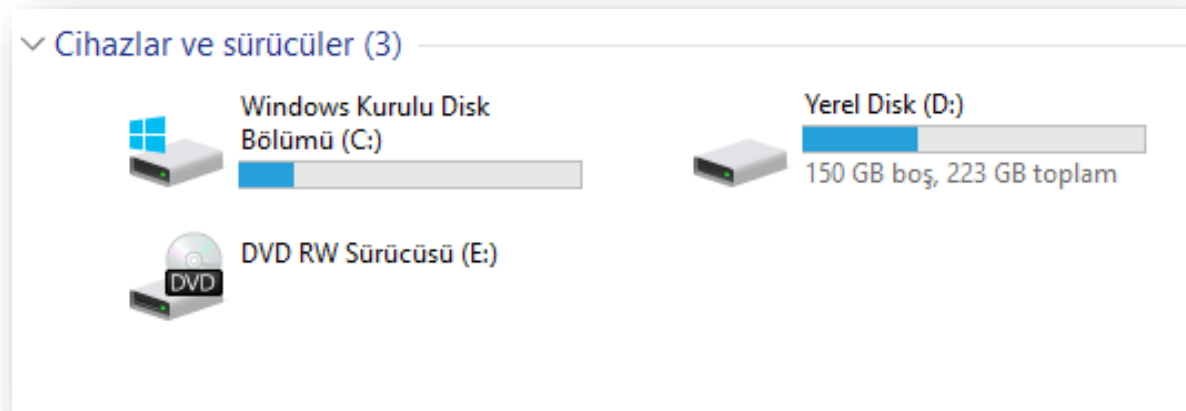 Cihazlar ve sürücüler (3)
Windows Kurulu Disk
Bölümü (C:)
Yerel Disk (D:)
150 GB boş, 223 GB toplam
DVD RW Sürücüsü (E:)
DVD